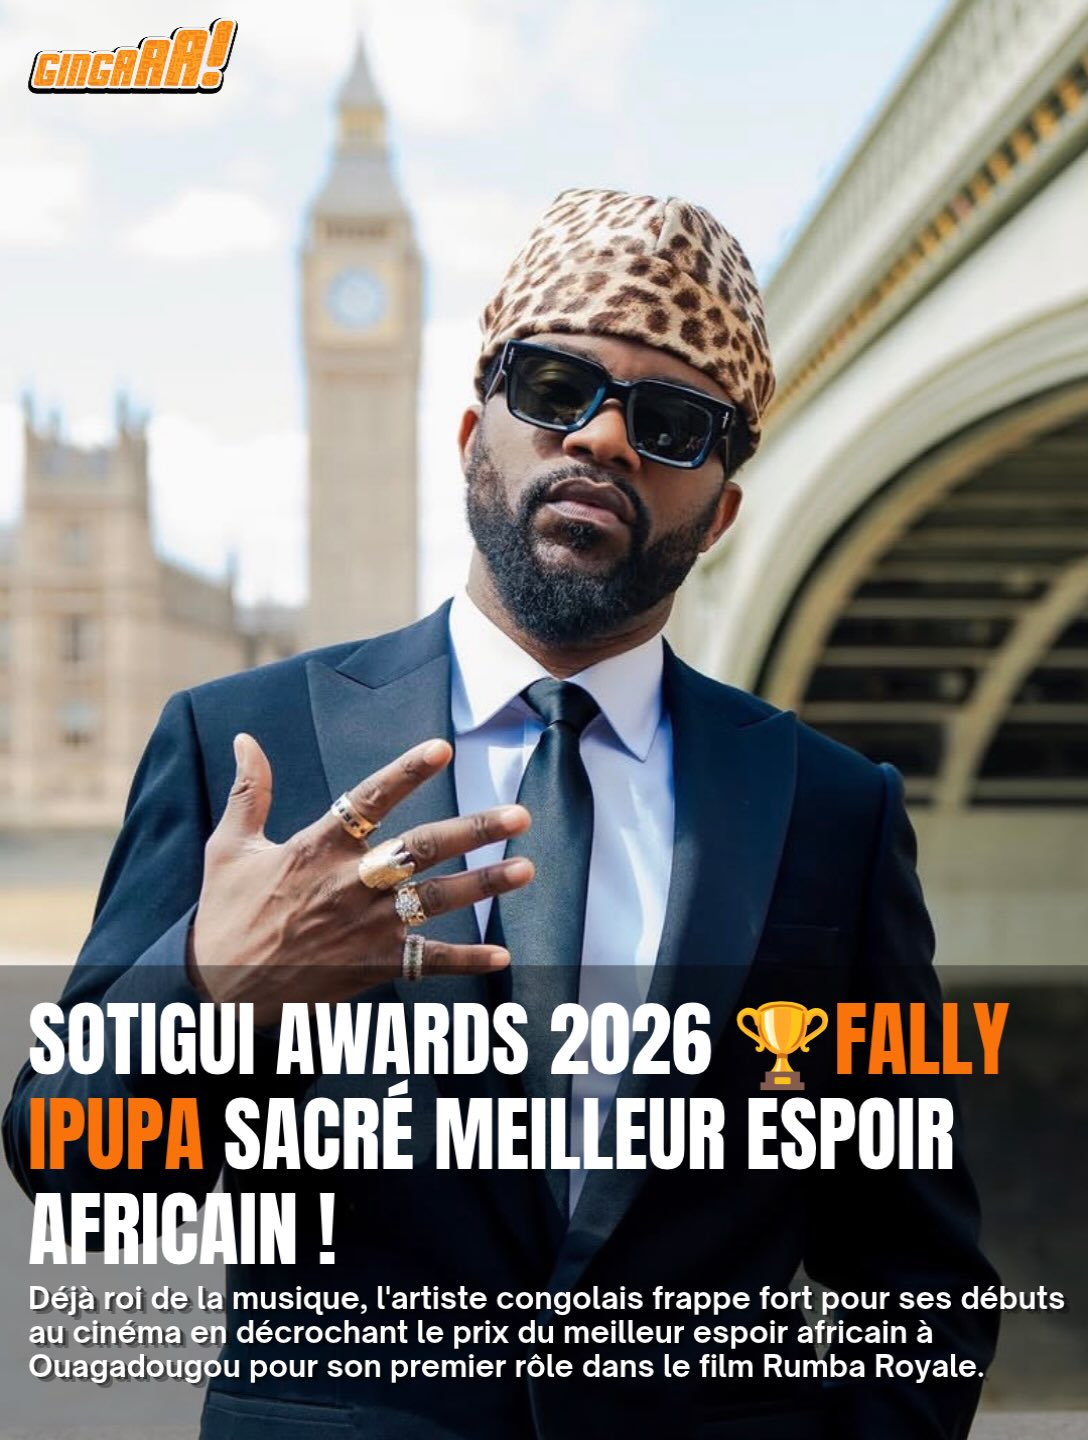 GINGAAA!
SOTIGUI AWARDS 2026 🏆FALLY
IPUPA SACRÉ MEILLEUR ESPOIR
AFRICAIN !
Déjà roi de la musique, l'artiste congolais frappe fort pour ses débuts
au cinéma en décrochant le prix du meilleur espoir africain à
Ouagadougou pour son premier rôle dans le film Rumba Royale.